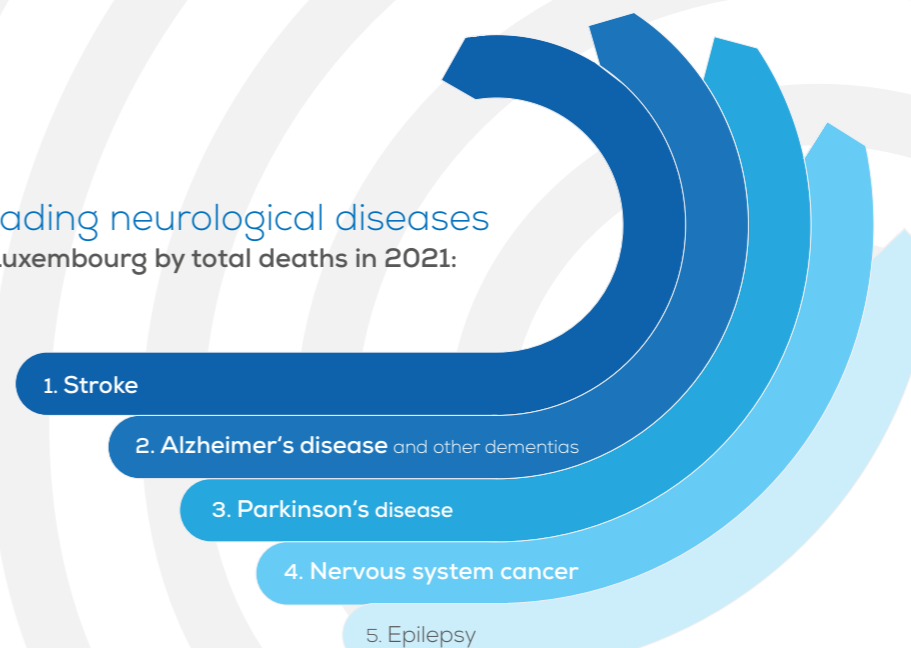 ading neurological diseases
Luxembourg by total deaths in 2021:
1. Stroke
2. Alzheimer's disease and other dementias
3. Parkinson's disease
4. Nervous system cancer
5. Epilepsy